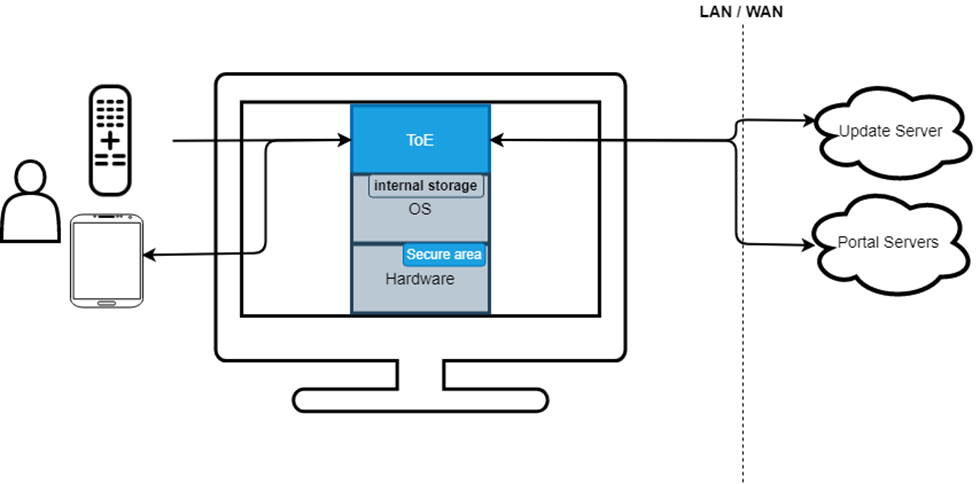 LAN / WAN
ToE
Update Server
internal storage
OS
Portal Servers
Secure area
Hardware